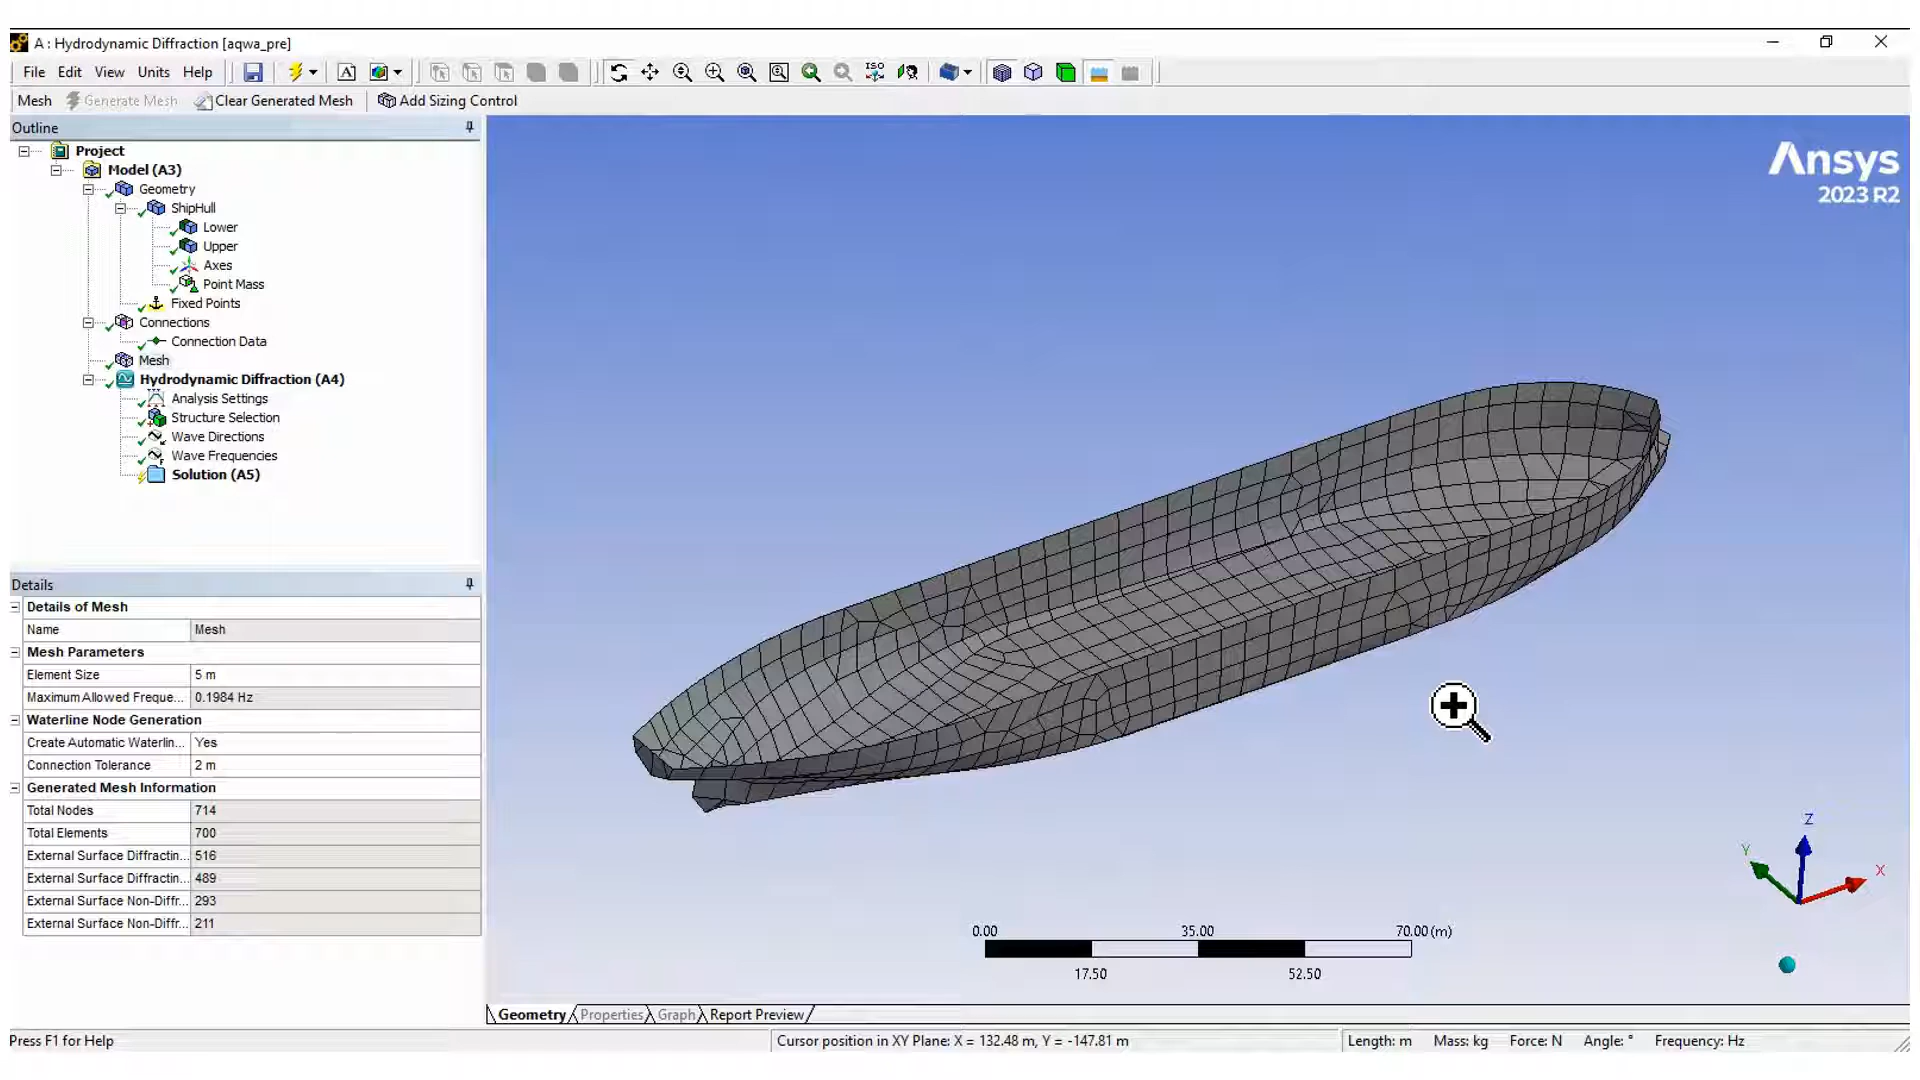 A : Hydrodynamic Diffraction [aqwa_pre]
File Edit View Units Help
A
ISO
Mesh Generate Mesh Clear Generated Mesh Add Sizing Control
Outline
Project
Model (A3)
Geometry
ShipHull
Lower
Upper
Axes
Point Mass
Fixed Points
Connections
Connection Data
Mesh
Hydrodynamic Diffraction (A4)
Analysis Settings
Structure Selection
Wave Directions
Wave Frequencies
Solution (A5)
Details
Details of Mesh
Name Mesh
Mesh Parameters
Element Size 5 m
Maximum Allowed Freque... 0.1984 Hz
Waterline Node Generation
Create Automatic Waterlin... Yes
Connection Tolerance 2 m
Generated Mesh Information
Total Nodes 714
Total Elements 700
External Surface Diffractin... 516
External Surface Diffractin... 489
External Surface Non-Diffr... 293
External Surface Non-Diffr... 211
Ansys
2023 R2
Z
Y
X
0.00 35.00 70.00 (m)
17.50 52.50
Geometry Properties Graph Report Preview
Press F1 for Help
Cursor position in XY Plane: X = 132.48 m, Y = -147.81 m
Length: m Mass: kg Force: N Angle: ° Frequency: Hz